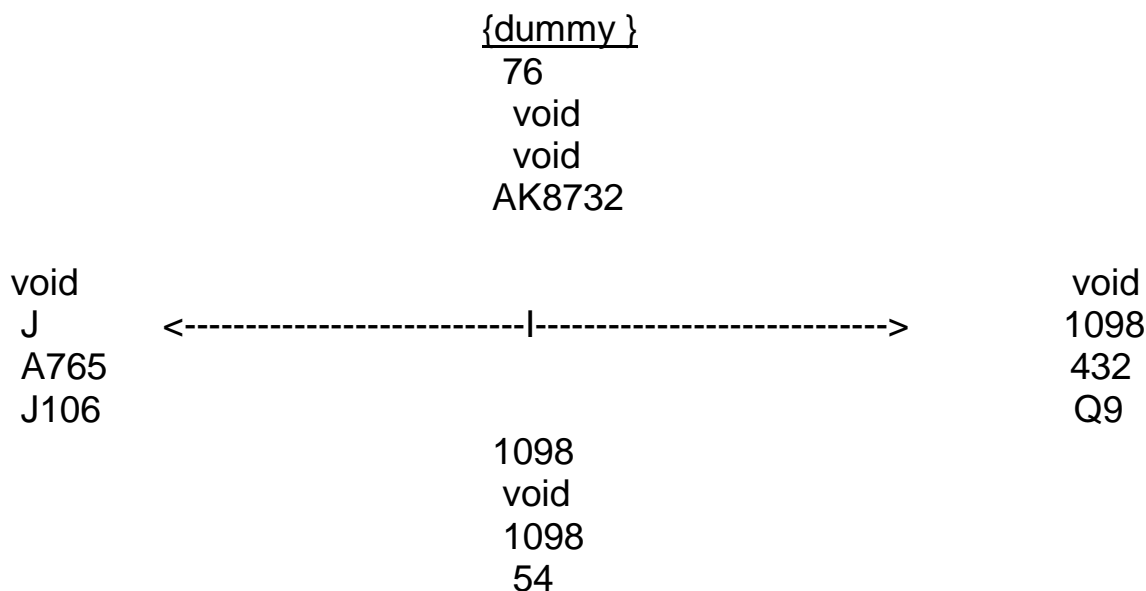 {dummy }
76
void
void
AK8732
void void
J <----------------------------I-----------------------------> 1098
A765 432
J106 Q9
1098
void
1098
54